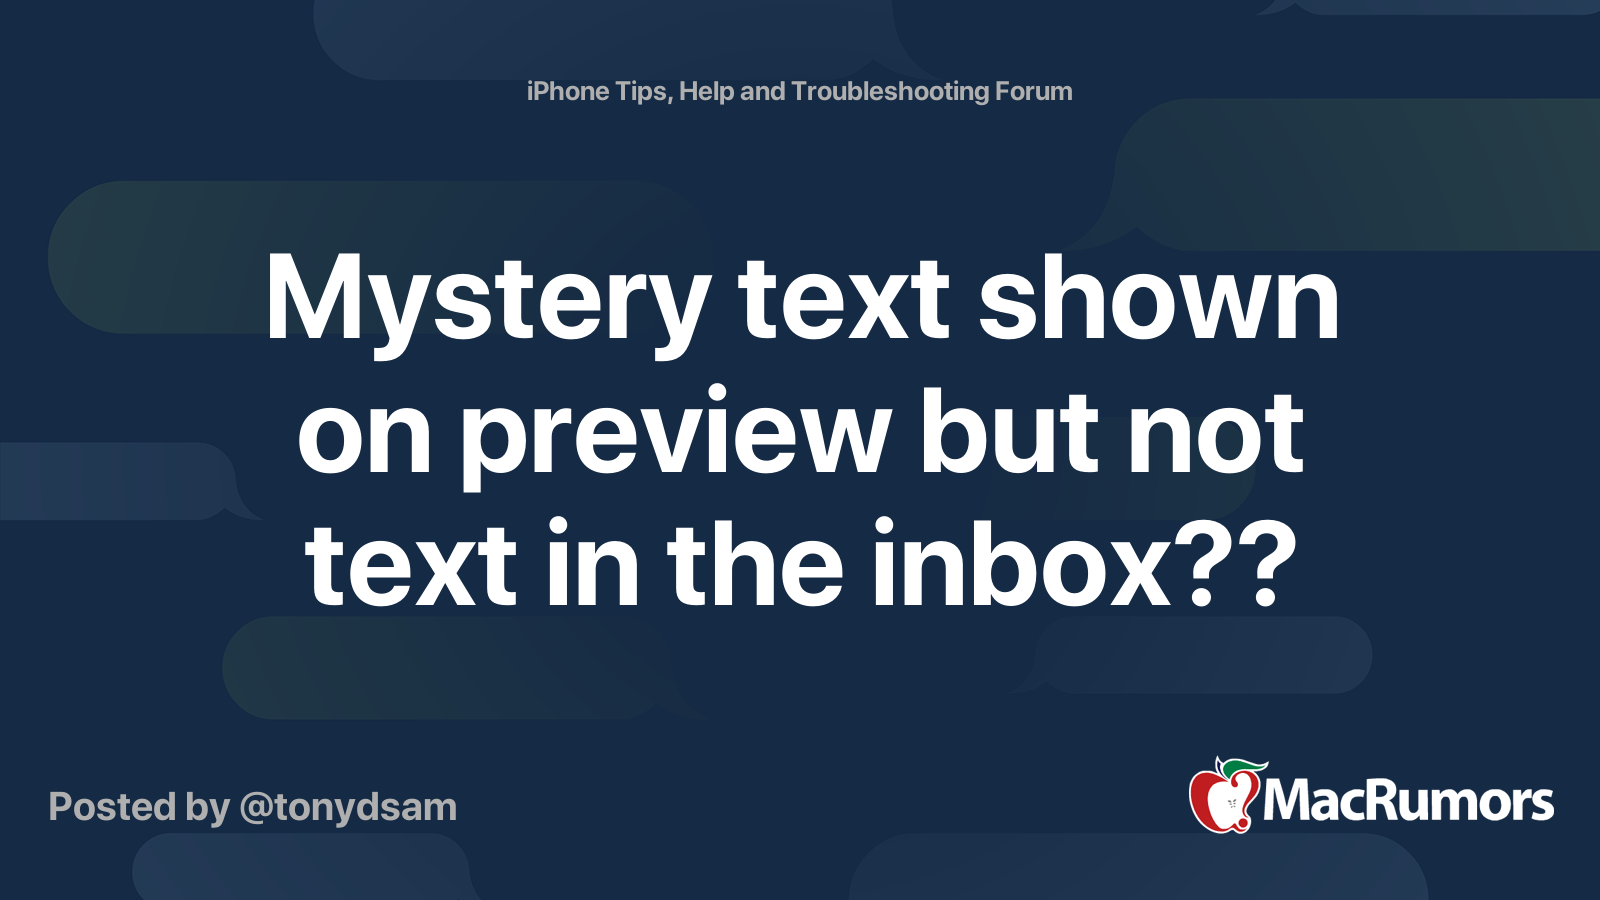 iPhone Tips, Help and Troubleshooting Forum
Mystery text shown
on preview but not
text in the inbox??
Posted by @tonydsam
MacRumors